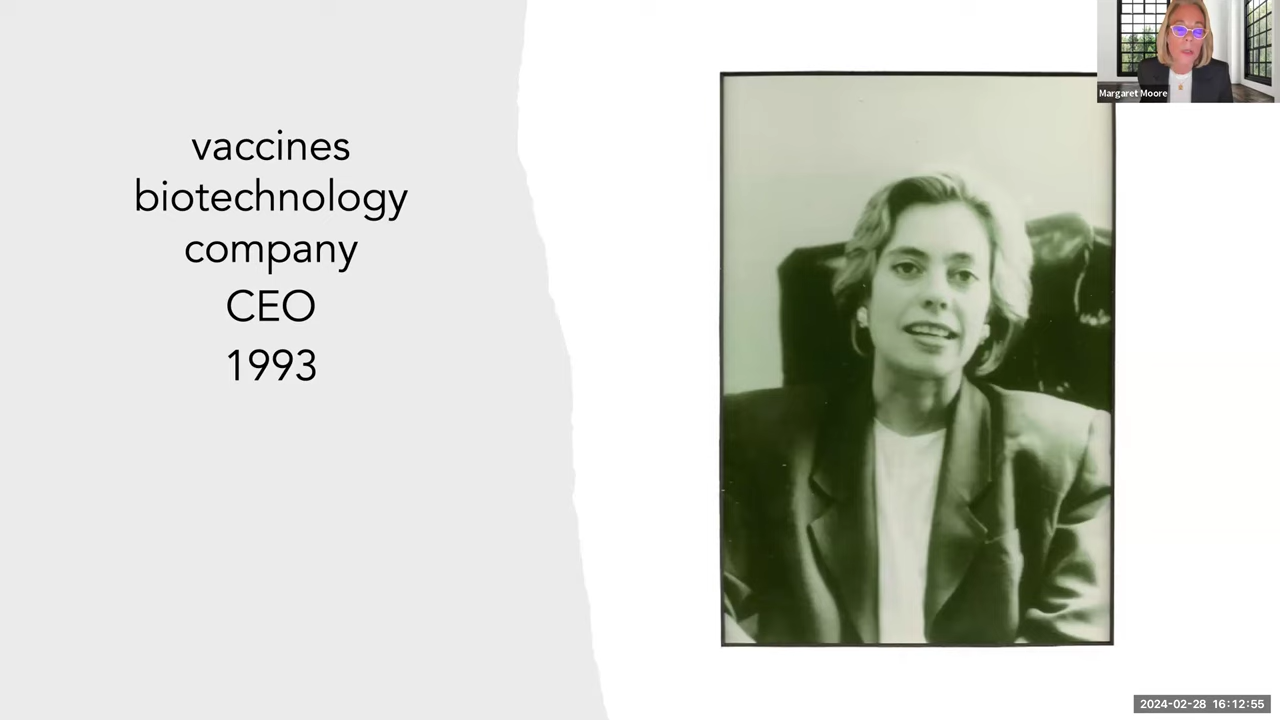 vaccines
biotechnology
company
CEO
1993
Margaret Moore
2024-02-28 16:12:55